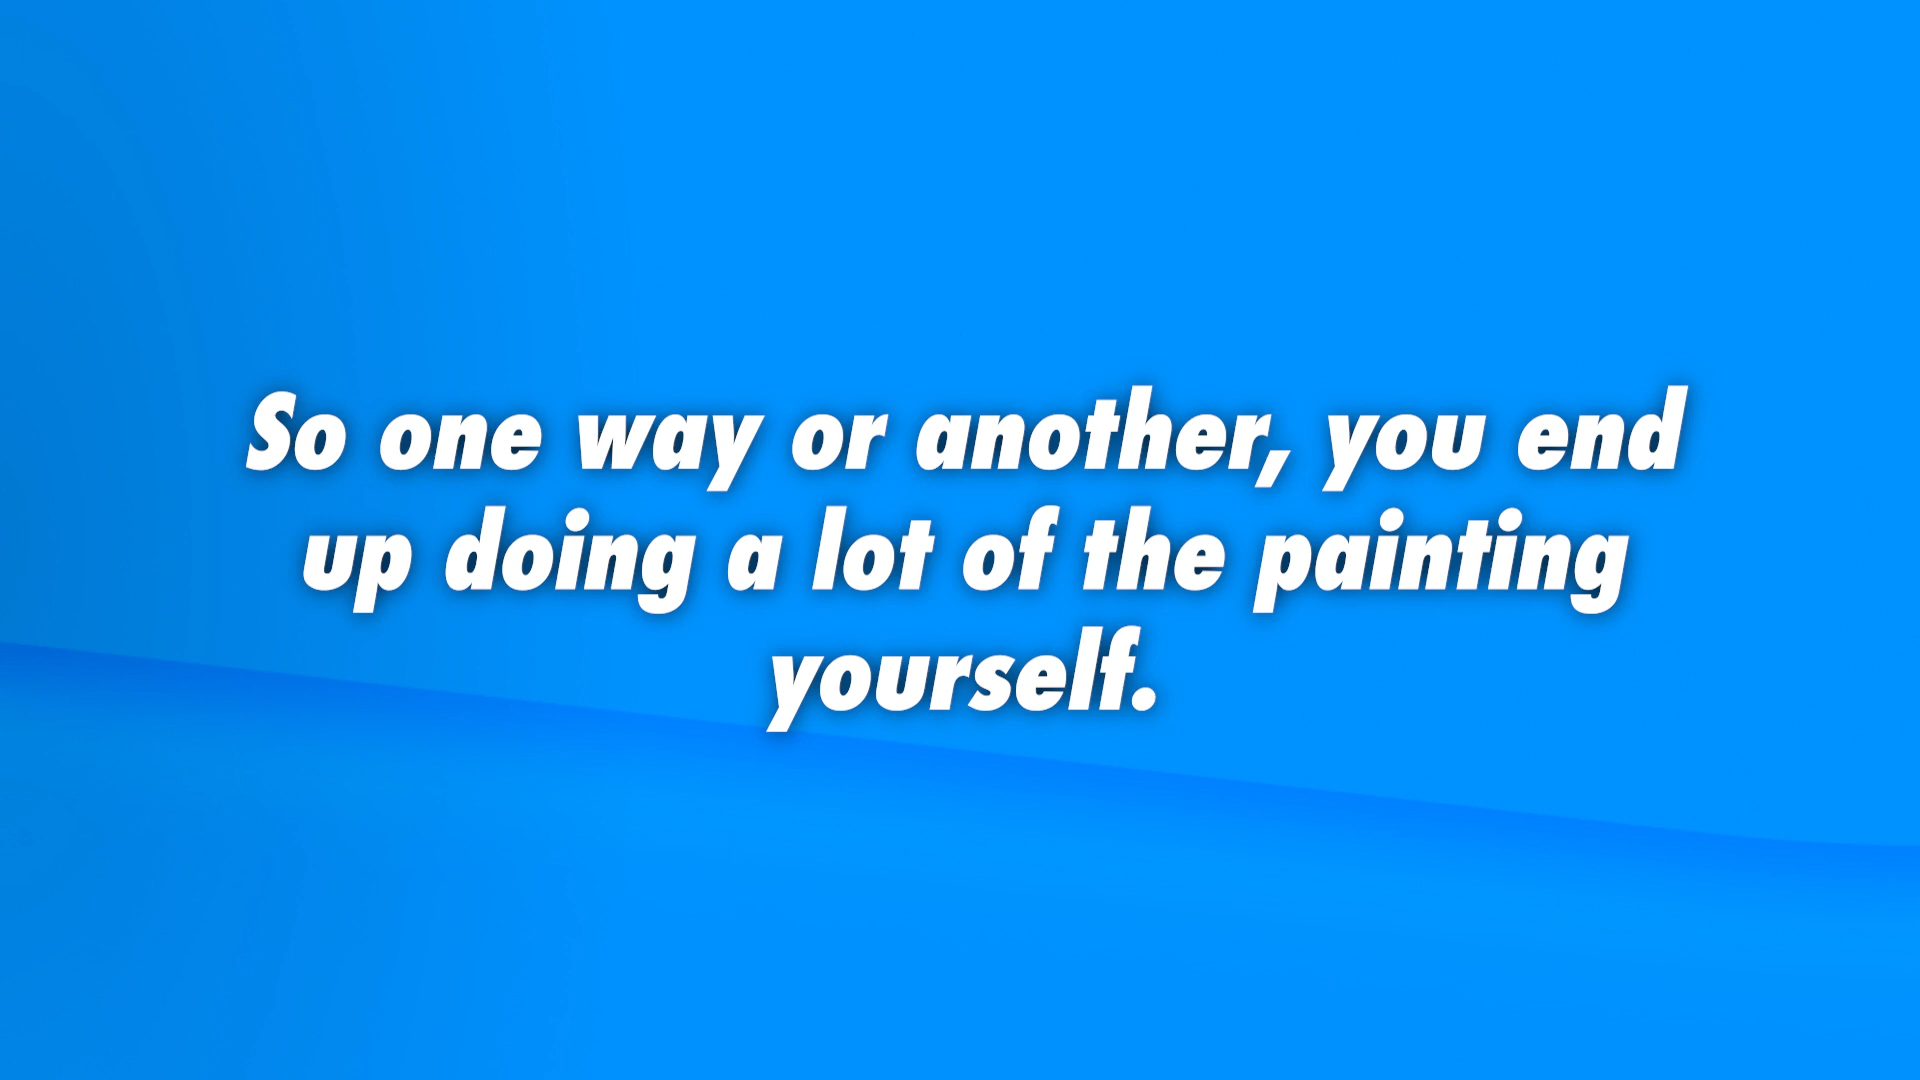 So one way or another, you end
up doing a lot of the painting
yourself.